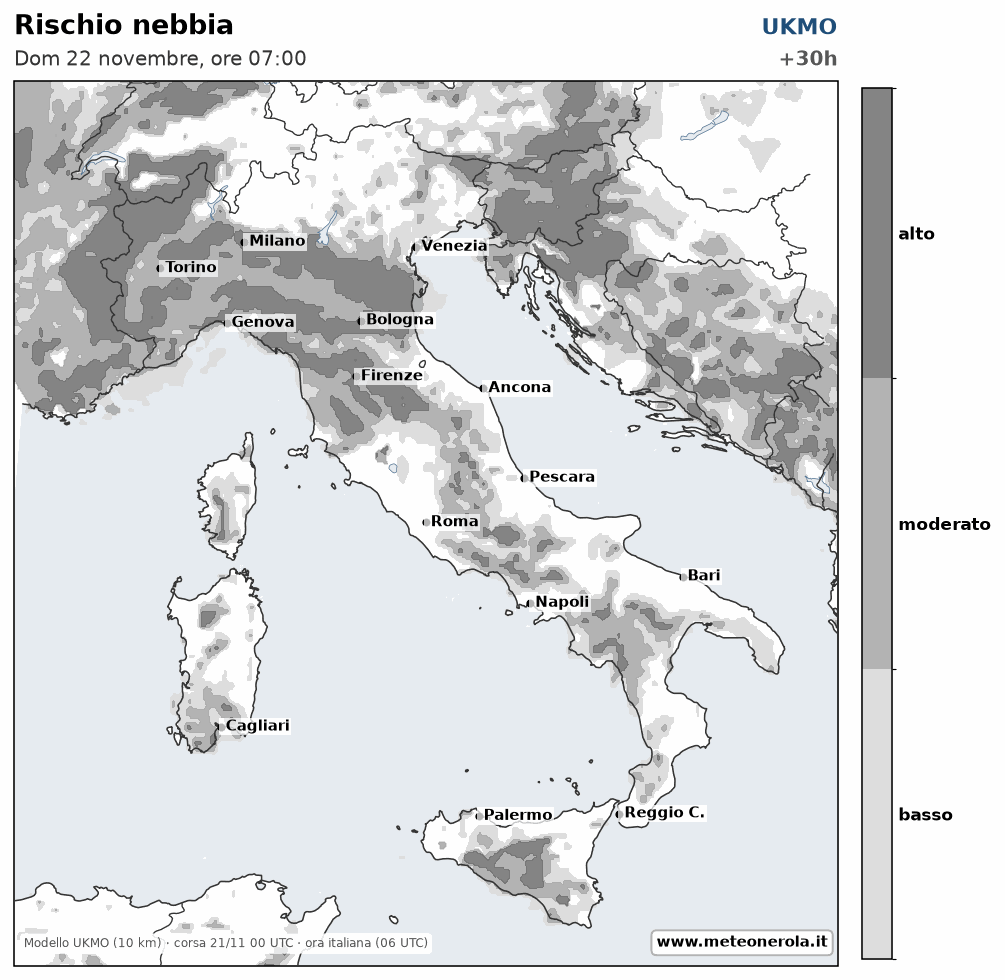 Rischio nebbia
UKMO
Dom 22 novembre, ore 07:00
+30h
alto
Milano
Venezia
Torino
Genova
Bologna
Firenze
Ancona
Pescara
Roma
moderato
Bari
Napoli
Cagliari
Palermo
Reggio C.
basso
Modello UKMO (10 km) · corsa 21/11 00 UTC · ora italiana (06 UTC)
www.meteonerola.it